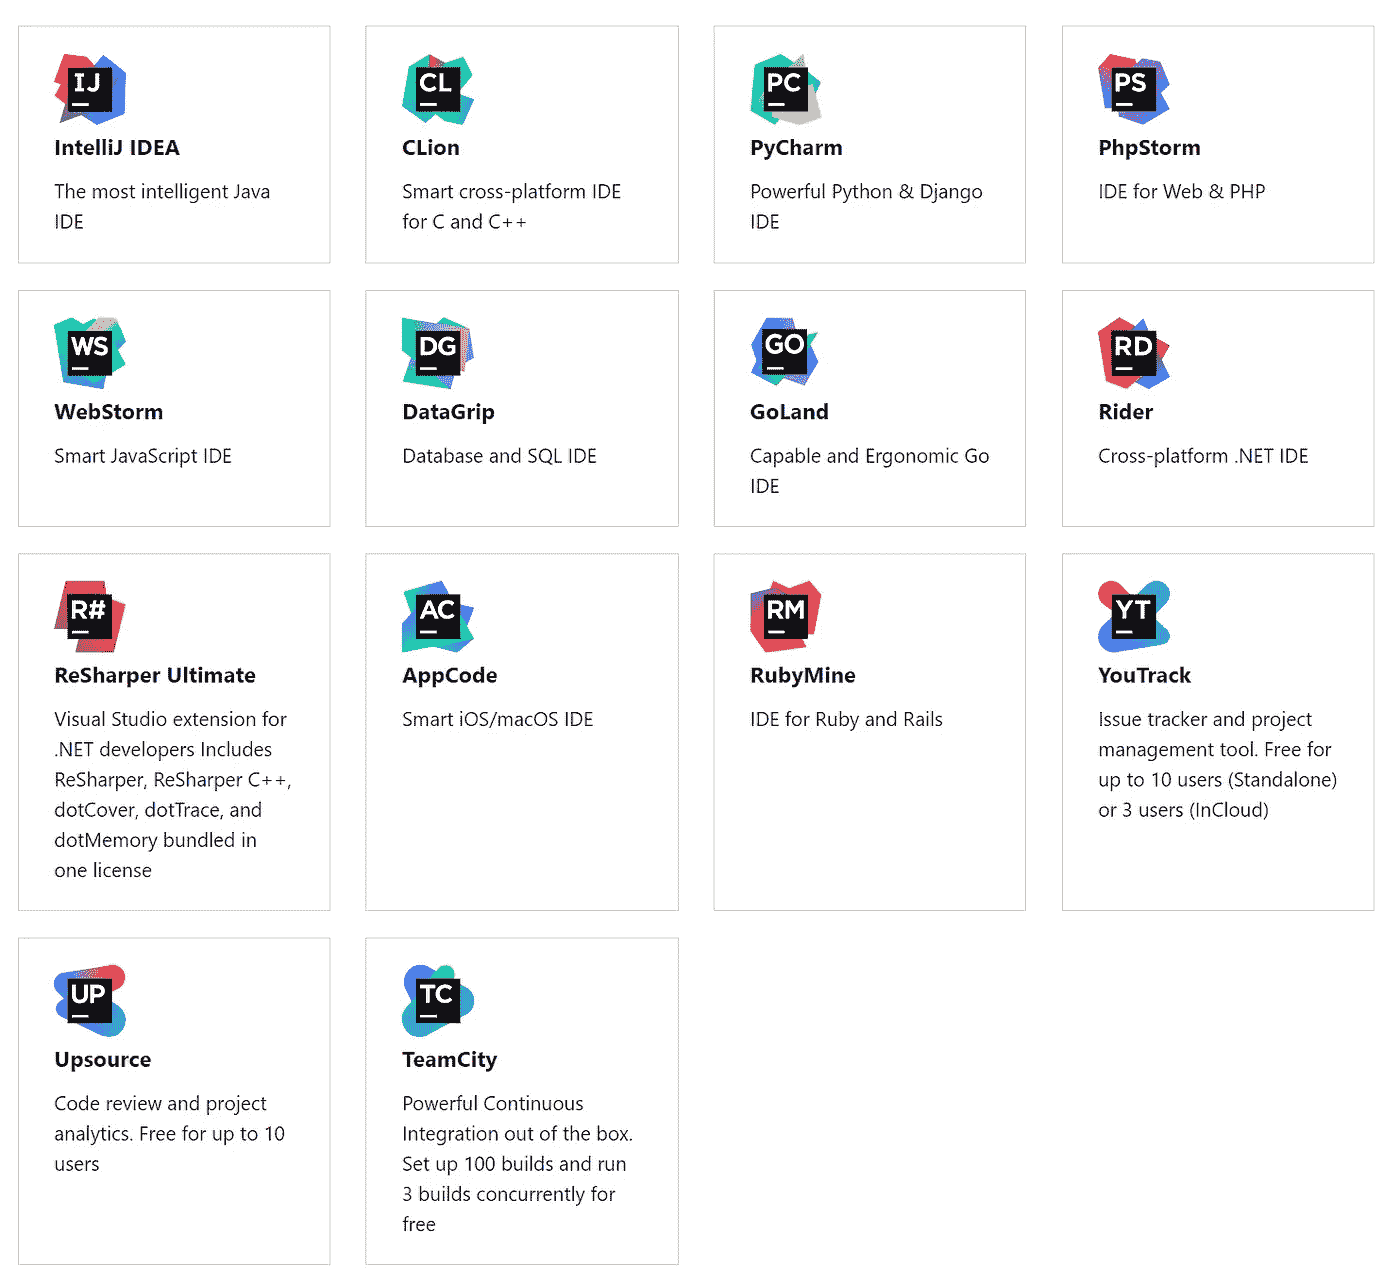 IJ
IntelliJ IDEA
The most intelligent Java
IDE
CL
CLion
Smart cross-platform IDE
for C and C++
PC
PyCharm
Powerful Python & Django
IDE
PS
PhpStorm
IDE for Web & PHP
WS
WebStorm
Smart JavaScript IDE
DG
DataGrip
Database and SQL IDE
GO
GoLand
Capable and Ergonomic Go
IDE
RD
Rider
Cross-platform .NET IDE
R#
ReSharper Ultimate
Visual Studio extension for
.NET developers Includes
ReSharper, ReSharper C++,
dotCover, dotTrace, and
dotMemory bundled in
one license
AC
AppCode
Smart iOS/macOS IDE
RM
RubyMine
IDE for Ruby and Rails
YT
YouTrack
Issue tracker and project
management tool. Free for
up to 10 users (Standalone)
or 3 users (InCloud)
UP
Upsource
Code review and project
analytics. Free for up to 10
users
TC
TeamCity
Powerful Continuous
Integration out of the box.
Set up 100 builds and run
3 builds concurrently for
free